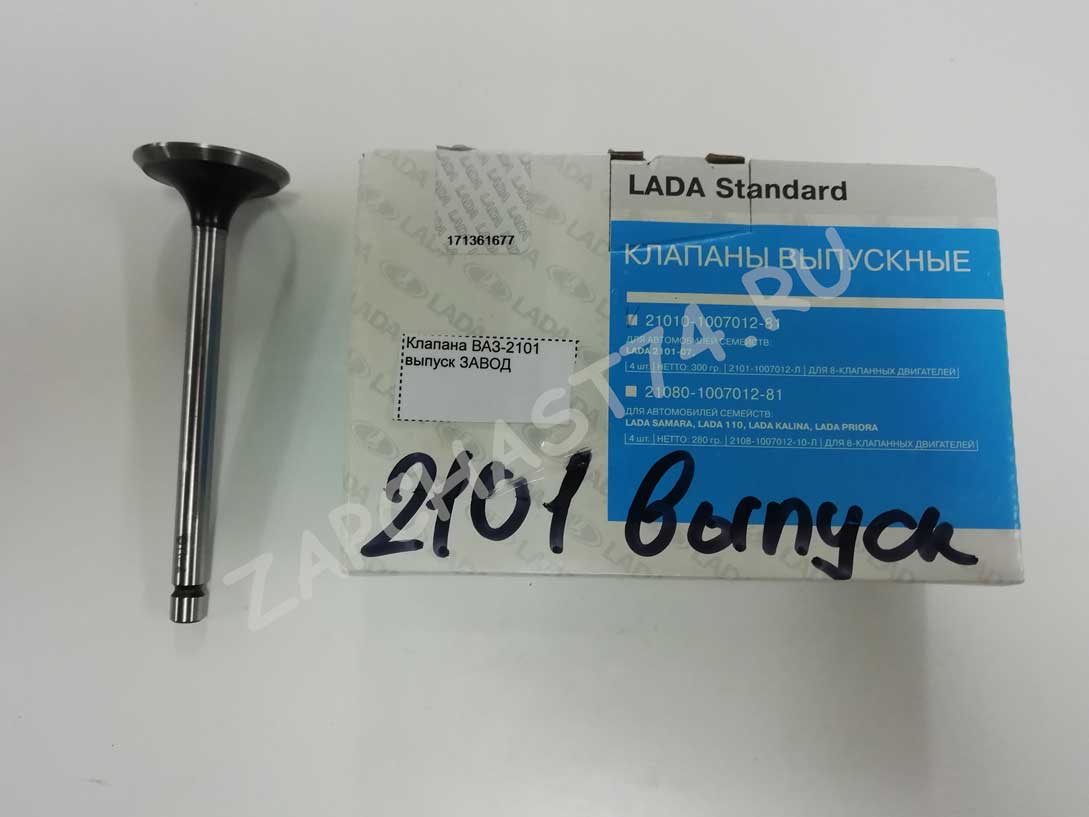 LADA Standard
171361677
КЛАПАНЫ ВЫПУСКНЫЕ
21010-1007012-81
ДЛЯ АВТОМОБИЛЕЙ СЕМЕЙСТВ:
LADA 2101-07.
4 шт. | НЕТТО: 300 гр. | 2101-1007012-Л | ДЛЯ 8-КЛАПАННЫХ ДВИГАТЕЛЕЙ
21080-1007012-81
ДЛЯ АВТОМОБИЛЕЙ СЕМЕЙСТВ:
LADA SAMARA, LADA 110, LADA KALINA, LADA PRIORA
4 шт. | НЕТТО: 280 гр. | 2108-1007012-10-Л | ДЛЯ 8-КЛАПАННЫХ ДВИГАТЕЛЕЙ
Клапана ВАЗ-2101
выпуск ЗАВОД
2101 выпуск
ZAPCHAST74.RU
LADA